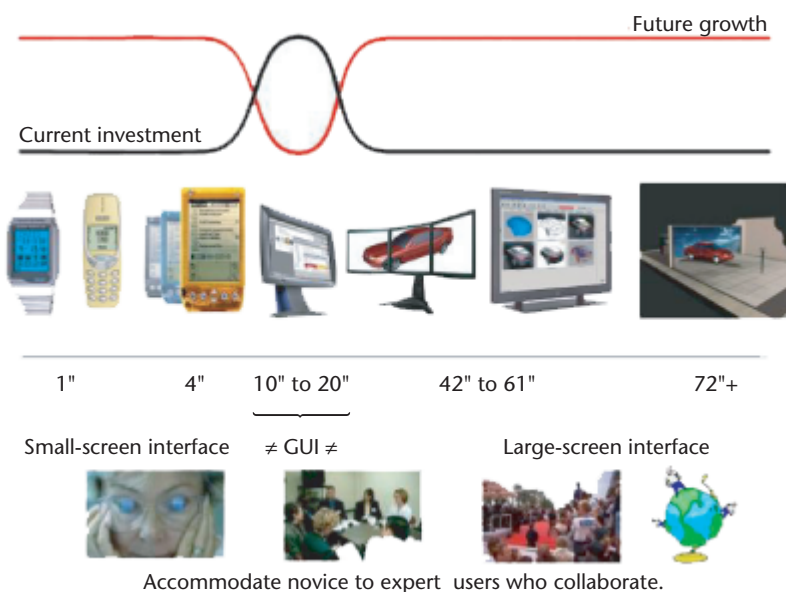 Future growth
Current investment
1" 4" 10" to 20" 42" to 61" 72"+
Small-screen interface ≠ GUI ≠ Large-screen interface
Accommodate novice to expert users who collaborate.